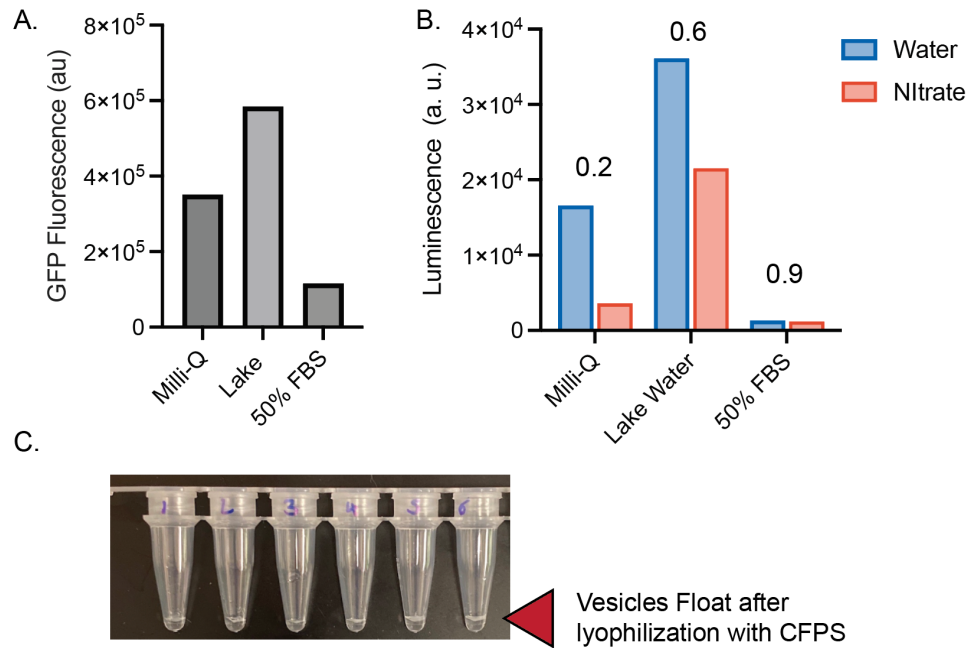 A.
GFP Fluorescence (au)
8×10⁵
6×10⁵
4×10⁵
2×10⁵
0
Milli-Q
Lake
50% FBS
B.
Luminescence (a. u.)
4×10⁴
3×10⁴
2×10⁴
1×10⁴
0
0.2
0.6
0.9
Milli-Q
Lake Water
50% FBS
Water
NItrate
C.
1 2 3 4 5 6
Vesicles Float after
lyophilization with CFPS